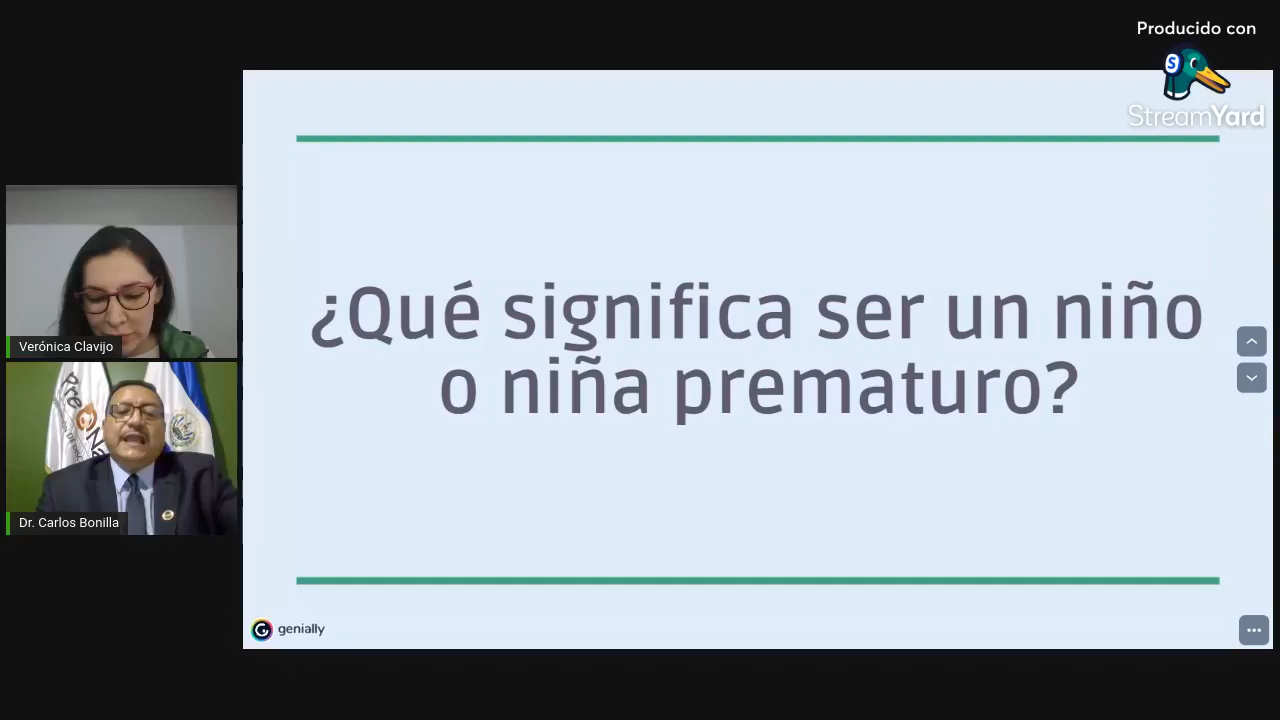 Producido con
StreamYard
¿Qué significa ser un niño
o niña prematuro?
Verónica Clavijo
Dr. Carlos Bonilla
genially